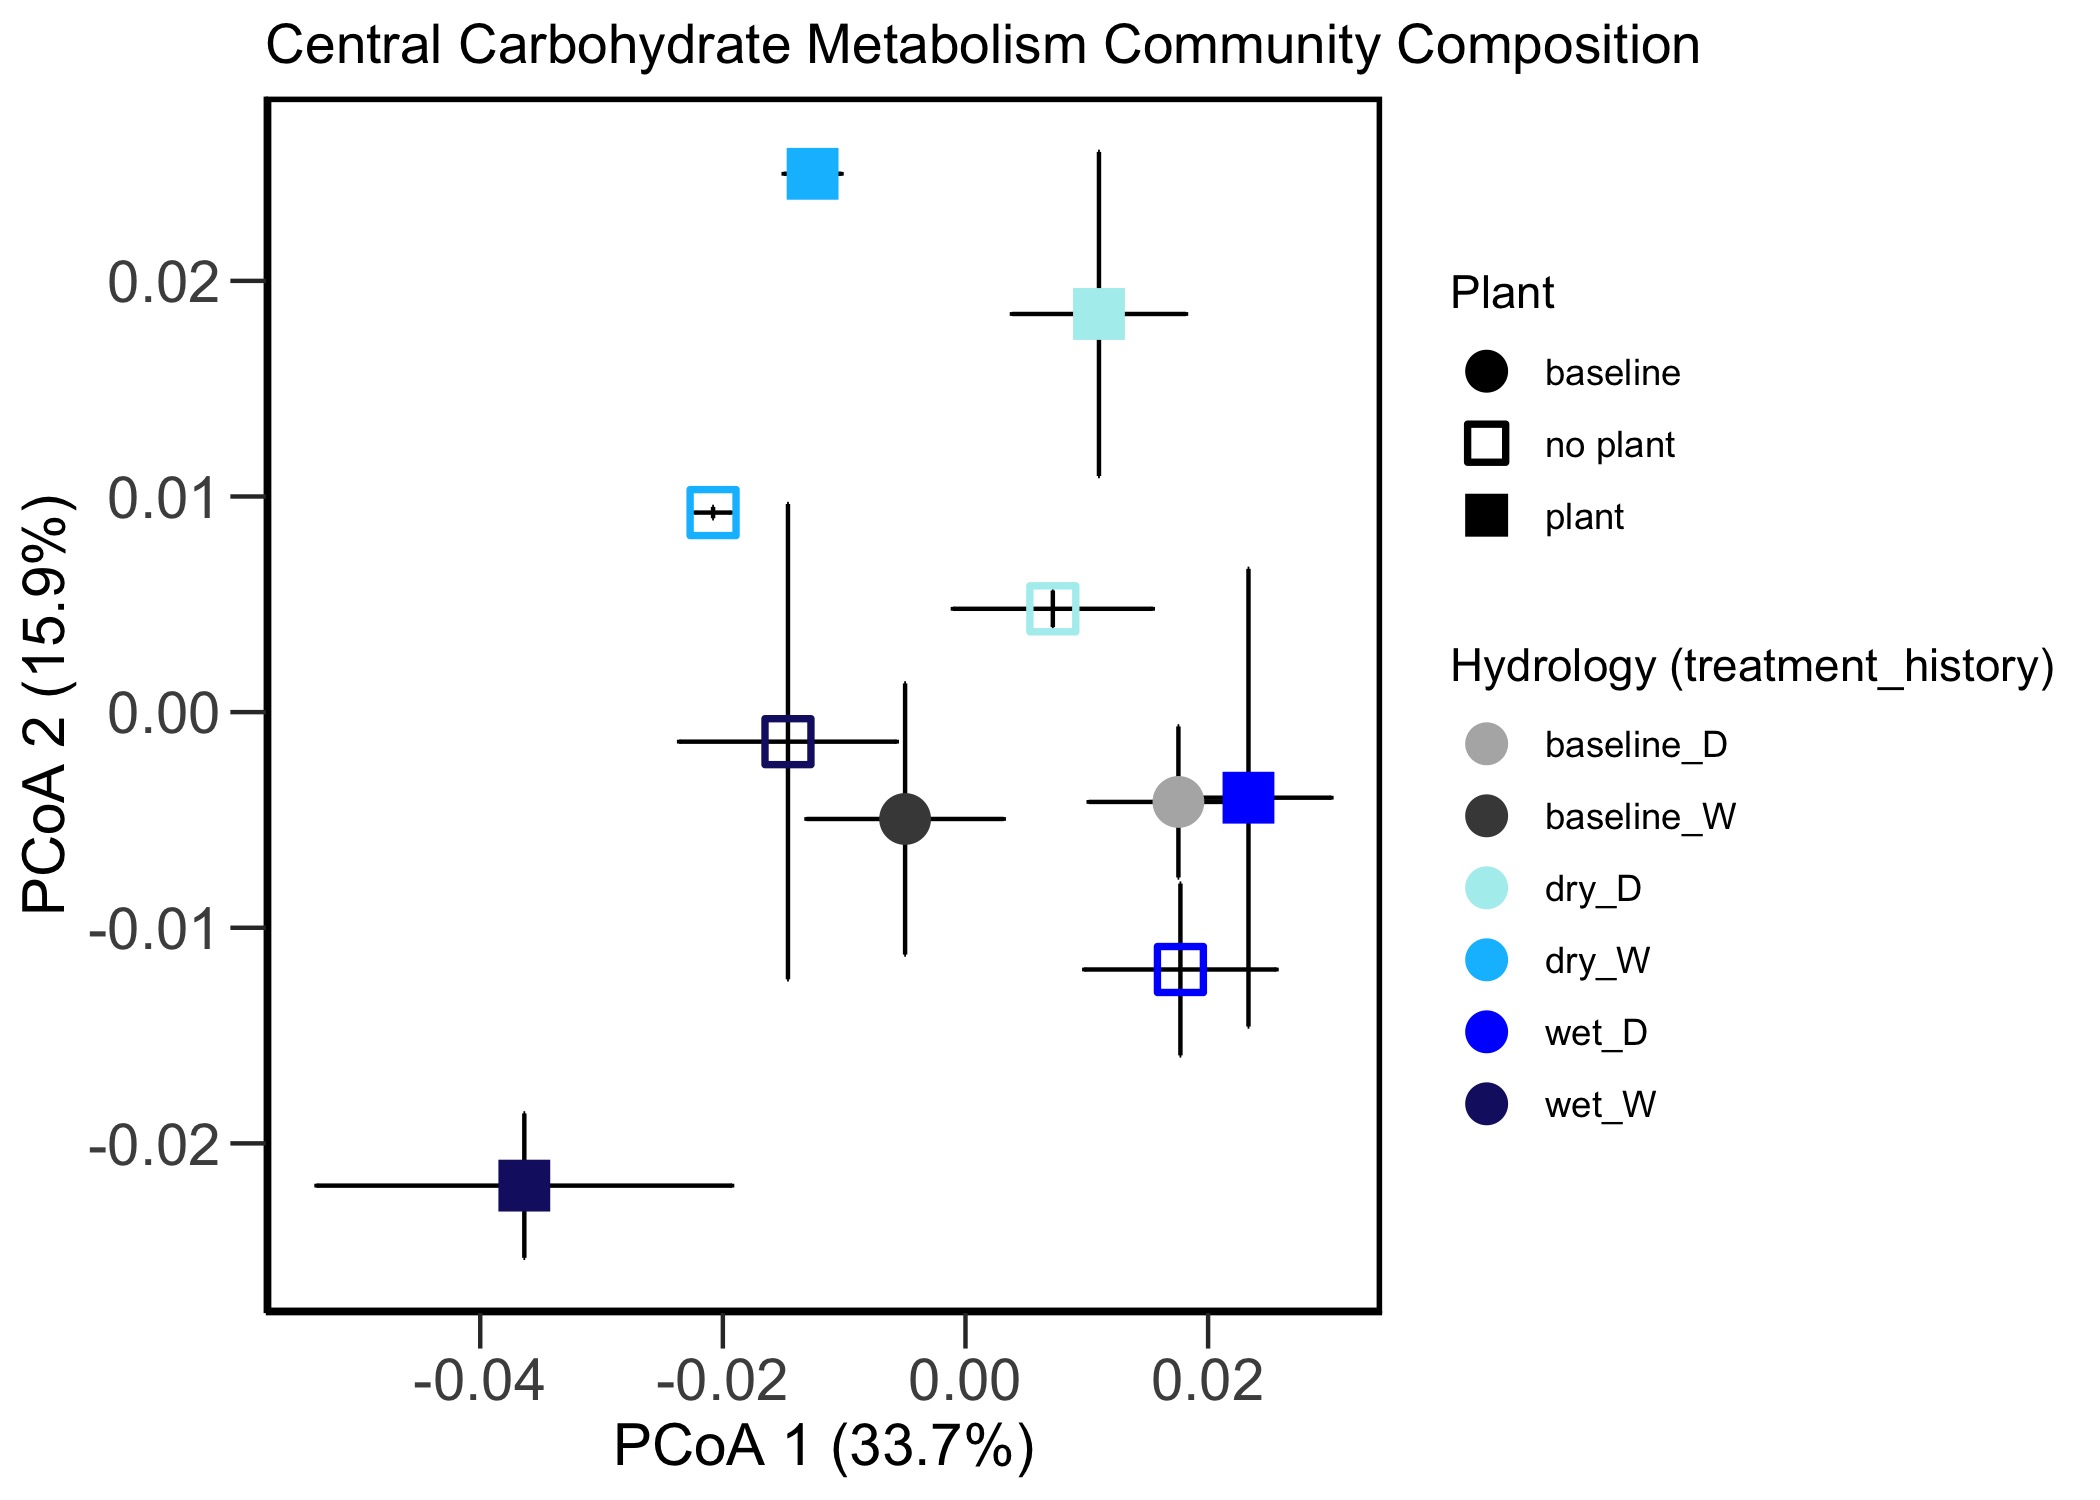 Central Carbohydrate Metabolism Community Composition
PCoA 2 (15.9%)
0.02
0.01
0.00
-0.01
-0.02
-0.04
-0.02
0.00
0.02
PCoA 1 (33.7%)
Plant
baseline
no plant
plant
Hydrology (treatment_history)
baseline_D
baseline_W
dry_D
dry_W
wet_D
wet_W